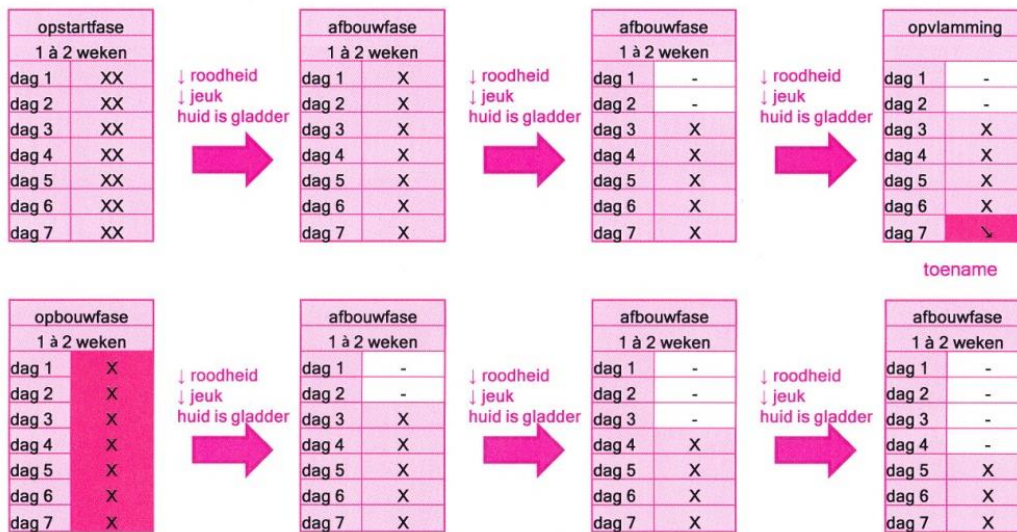 opstartfase
1 à 2 weken
dag 1 XX
dag 2 XX
dag 3 XX
dag 4 XX
dag 5 XX
dag 6 XX
dag 7 XX
↓ roodheid
↓ jeuk
huid is gladder
afbouwfase
1 à 2 weken
dag 1 X
dag 2 X
dag 3 X
dag 4 X
dag 5 X
dag 6 X
dag 7 X
↓ roodheid
↓ jeuk
huid is gladder
afbouwfase
1 à 2 weken
dag 1 -
dag 2 -
dag 3 X
dag 4 X
dag 5 X
dag 6 X
dag 7 X
↓ roodheid
↓ jeuk
huid is gladder
opvlamming
dag 1 -
dag 2 -
dag 3 X
dag 4 X
dag 5 X
dag 6 X
dag 7 ↘
toename
opbouwfase
1 à 2 weken
dag 1 X
dag 2 X
dag 3 X
dag 4 X
dag 5 X
dag 6 X
dag 7 X
↓ roodheid
↓ jeuk
huid is gladder
afbouwfase
1 à 2 weken
dag 1 -
dag 2 -
dag 3 X
dag 4 X
dag 5 X
dag 6 X
dag 7 X
↓ roodheid
↓ jeuk
huid is gladder
afbouwfase
1 à 2 weken
dag 1 -
dag 2 -
dag 3 -
dag 4 X
dag 5 X
dag 6 X
dag 7 X
↓ roodheid
↓ jeuk
huid is gladder
afbouwfase
1 à 2 weken
dag 1 -
dag 2 -
dag 3 -
dag 4 -
dag 5 X
dag 6 X
dag 7 X